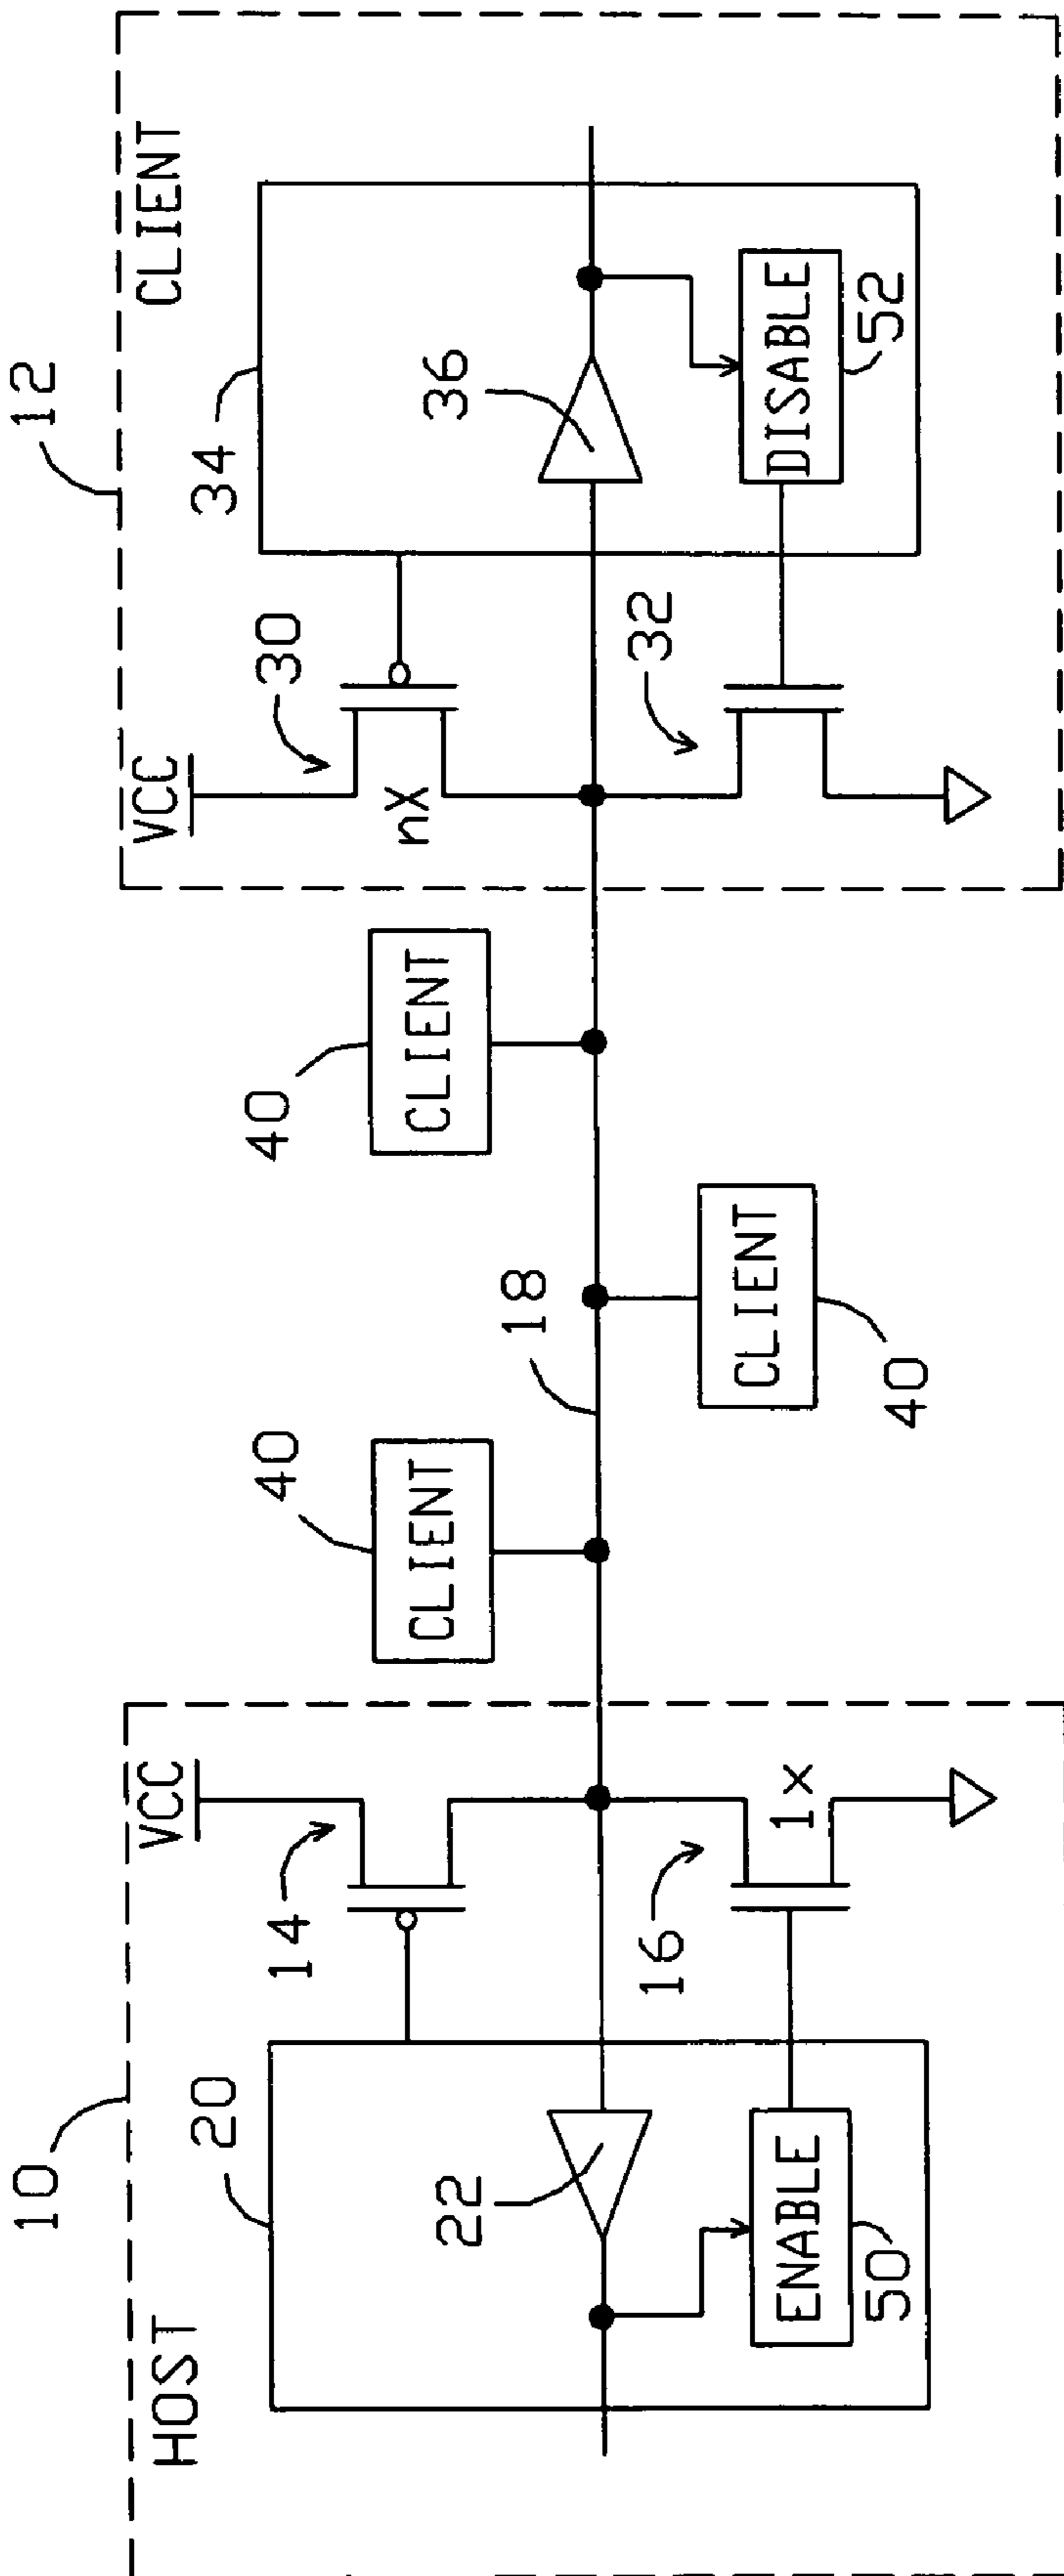 10
HOST
20
22
ENABLE
50
VCC
14
16
1x
40
CLIENT
18
CLIENT
40
40
CLIENT
12
CLIENT
VCC
30
nX
32
34
36
DISABLE
52